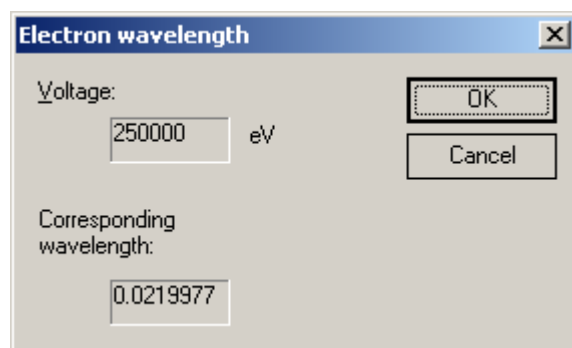 Electron wavelength
Voltage:
250000 eV
OK
Cancel
Corresponding
wavelength:
0.0219977